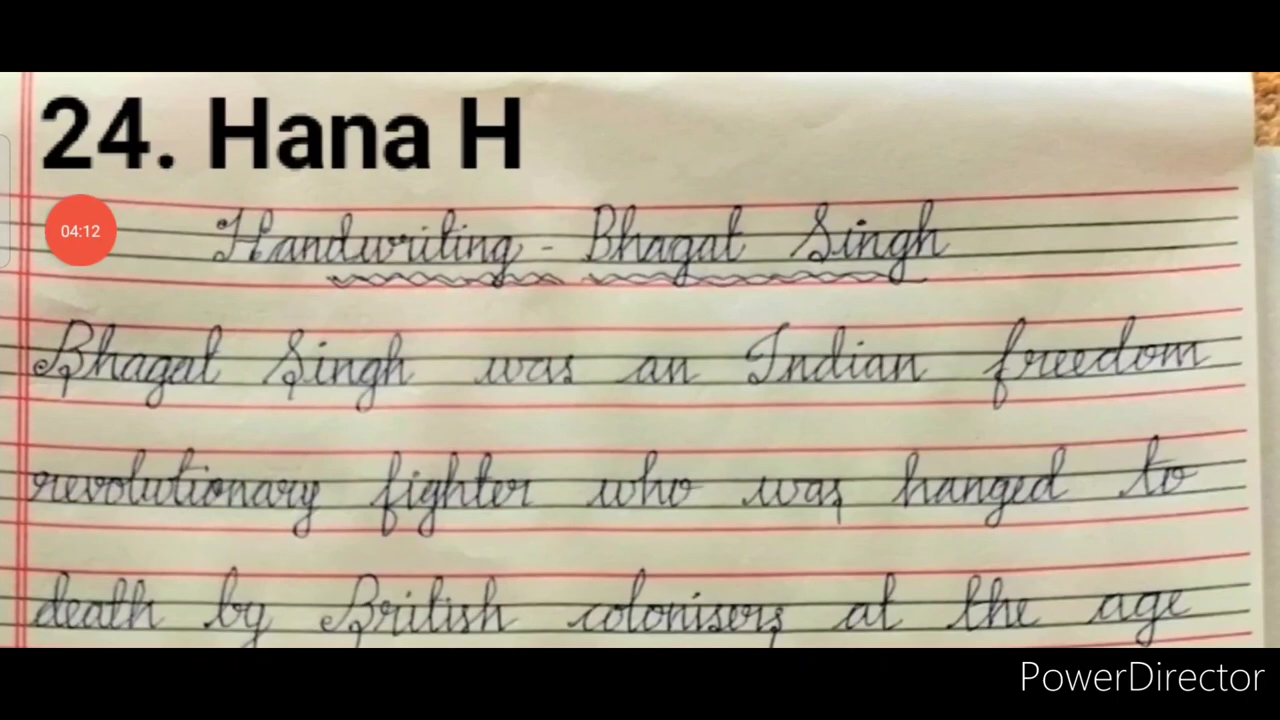 24. Hana H
04:12
Handwriting - Bhagat Singh
Bhagat Singh was an Indian freedom
revolutionary fighter who was hanged to
death by British colonisers at the age
PowerDirector